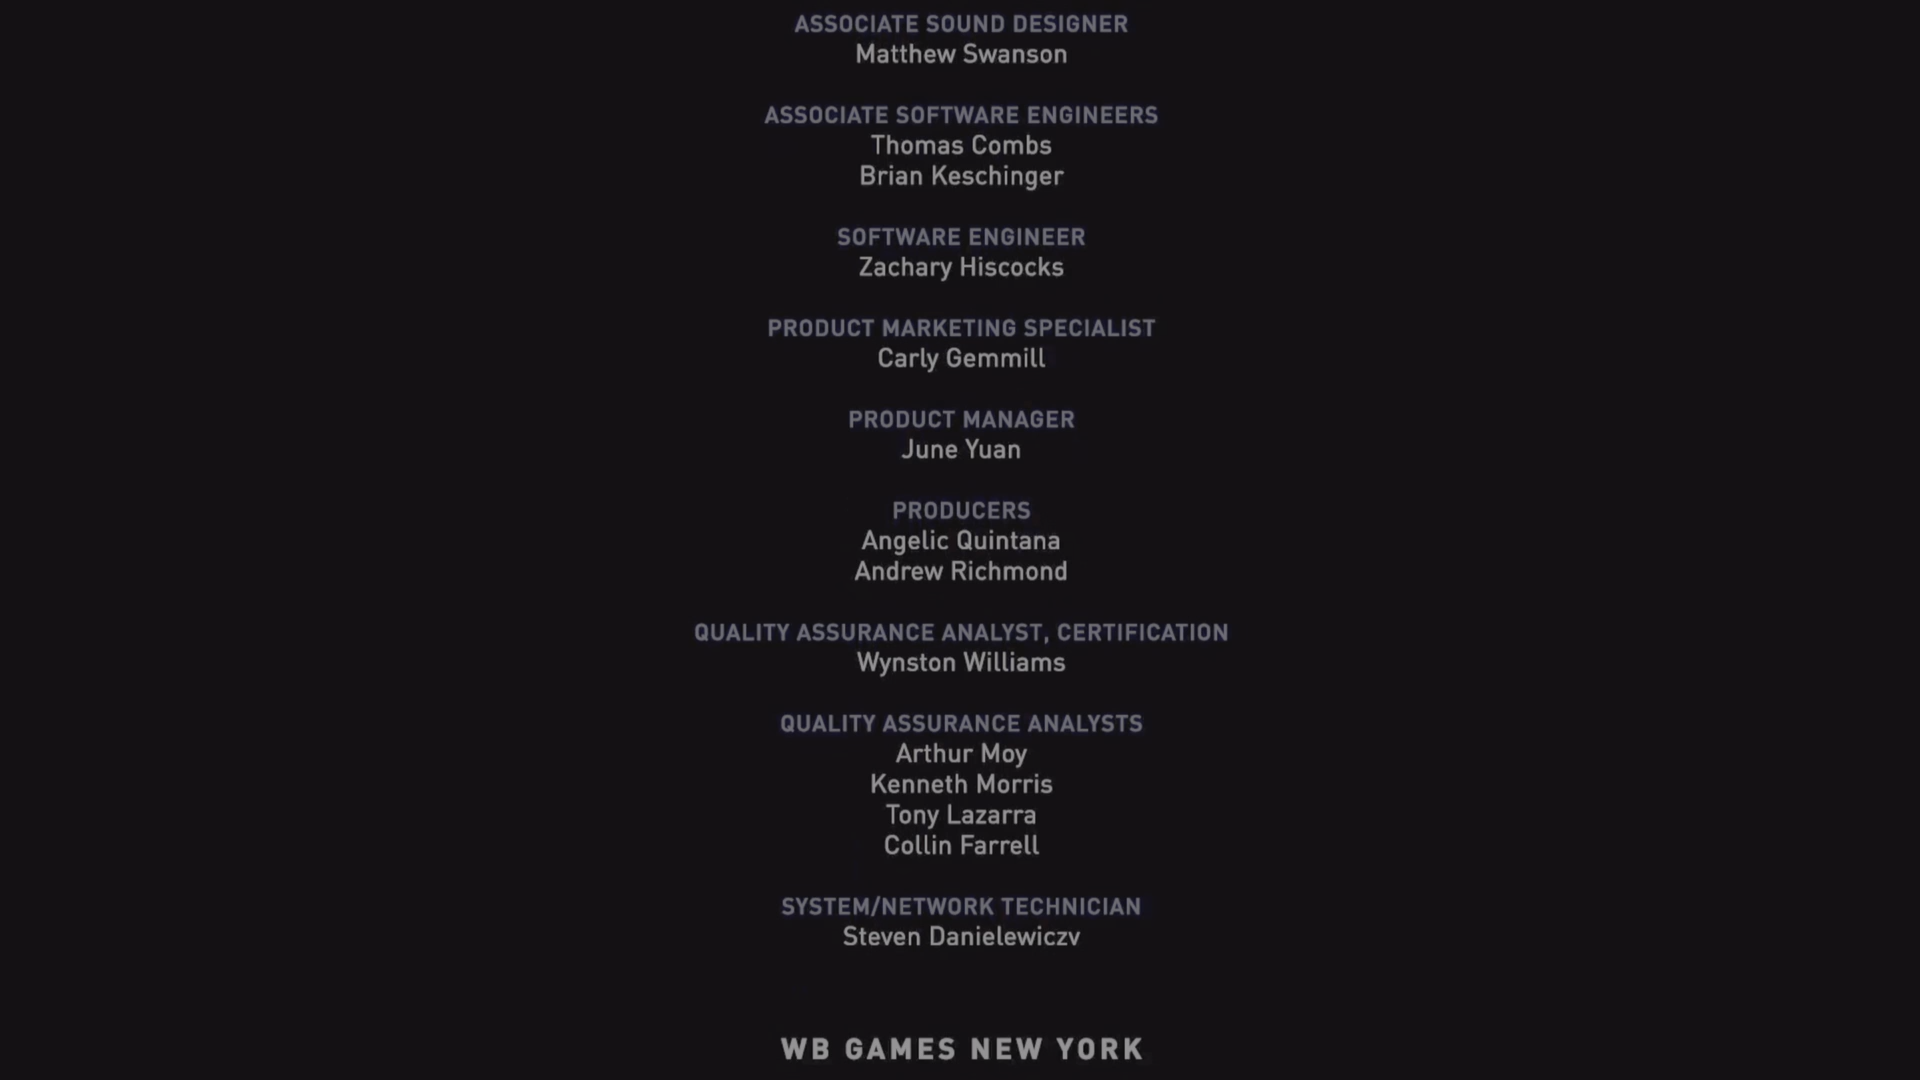 ASSOCIATE SOUND DESIGNER
Matthew Swanson
ASSOCIATE SOFTWARE ENGINEERS
Thomas Combs
Brian Keschinger
SOFTWARE ENGINEER
Zachary Hiscocks
PRODUCT MARKETING SPECIALIST
Carly Gemmill
PRODUCT MANAGER
June Yuan
PRODUCERS
Angelic Quintana
Andrew Richmond
QUALITY ASSURANCE ANALYST, CERTIFICATION
Wynston Williams
QUALITY ASSURANCE ANALYSTS
Arthur Moy
Kenneth Morris
Tony Lazarra
Collin Farrell
SYSTEM/NETWORK TECHNICIAN
Steven Danielewiczv
WB GAMES NEW YORK